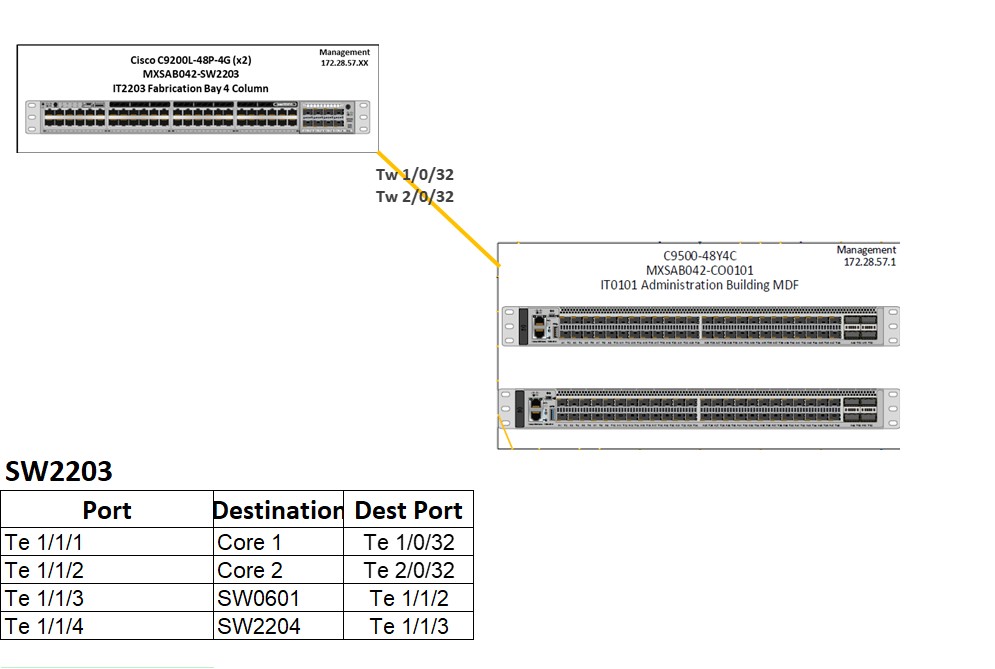 Management
172.28.57.XX
Cisco C9200L-48P-4G (x2)
MXSAB042-SW2203
IT2203 Fabrication Bay 4 Column
Tw 1/0/32
Tw 2/0/32
Management
172.28.57.1
C9500-48Y4C
MXSAB042-CO0101
IT0101 Administration Building MDF
SW2203
Port Destination Dest Port
Te 1/1/1 Core 1 Te 1/0/32
Te 1/1/2 Core 2 Te 2/0/32
Te 1/1/3 SW0601 Te 1/1/2
Te 1/1/4 SW2204 Te 1/1/3